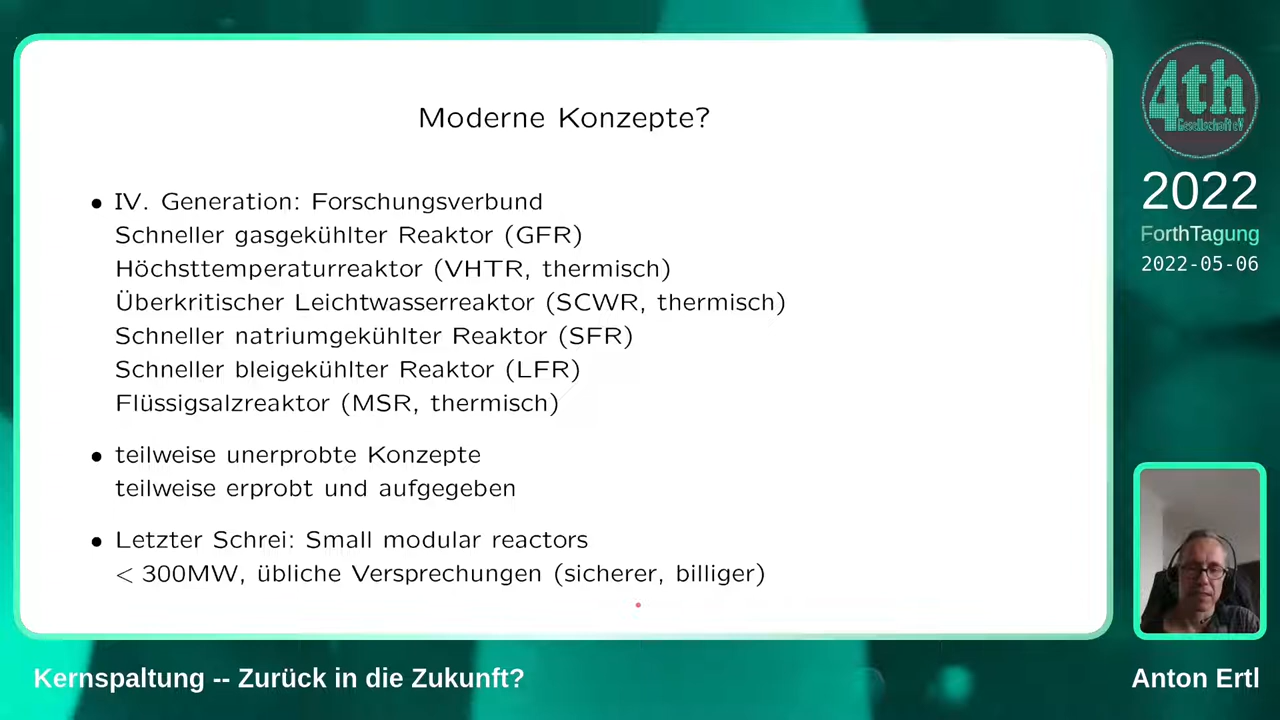 Moderne Konzepte?
• IV. Generation: Forschungsverbund
Schneller gasgekühlter Reaktor (GFR)
Höchsttemperaturreaktor (VHTR, thermisch)
Überkritischer Leichtwasserreaktor (SCWR, thermisch)
Schneller natriumgekühlter Reaktor (SFR)
Schneller bleigekühlter Reaktor (LFR)
Flüssigsalzreaktor (MSR, thermisch)
• teilweise unerprobte Konzepte
teilweise erprobt und aufgegeben
• Letzter Schrei: Small modular reactors
< 300MW, übliche Versprechungen (sicherer, billiger)
4th
Gesellschaft eV
2022
ForthTagung
2022-05-06
Kernspaltung -- Zurück in die Zukunft?
Anton Ertl